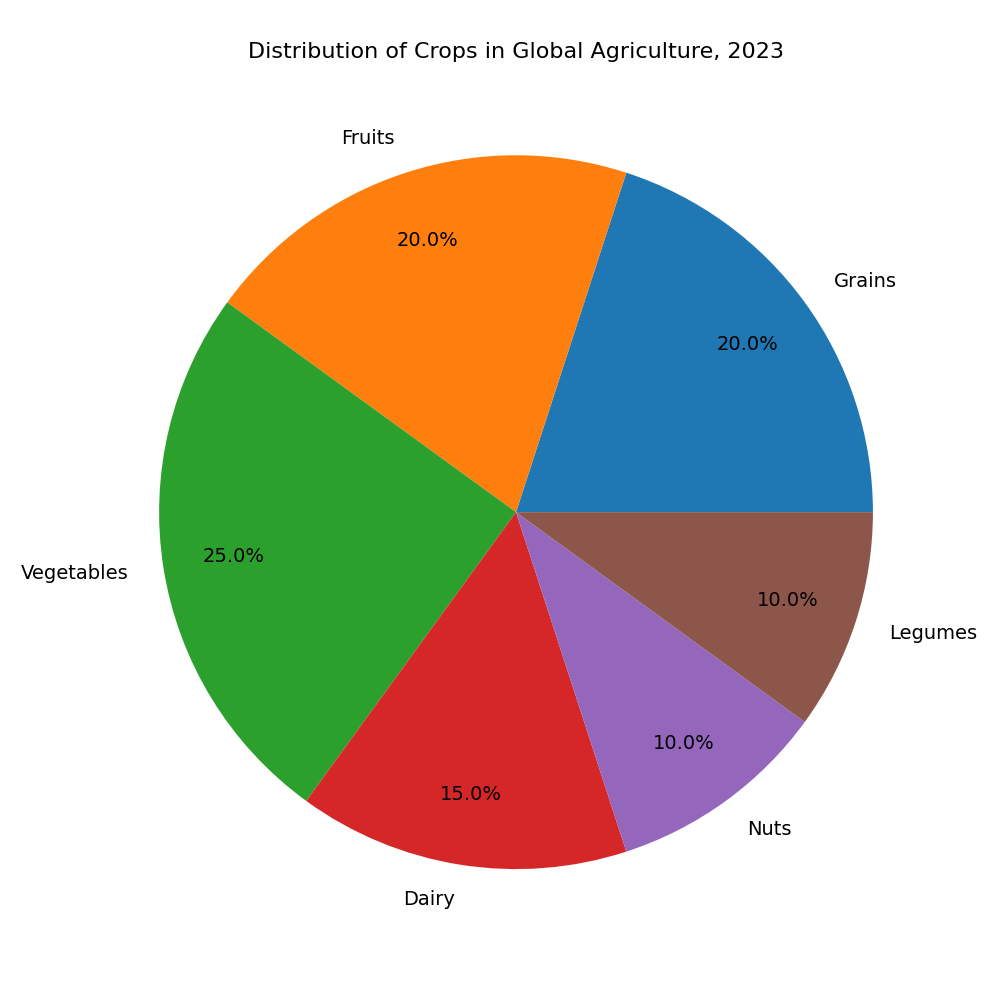 Distribution of Crops in Global Agriculture, 2023
Fruits
20.0%
Grains
20.0%
Vegetables
25.0%
Legumes
10.0%
Nuts
10.0%
Dairy
15.0%